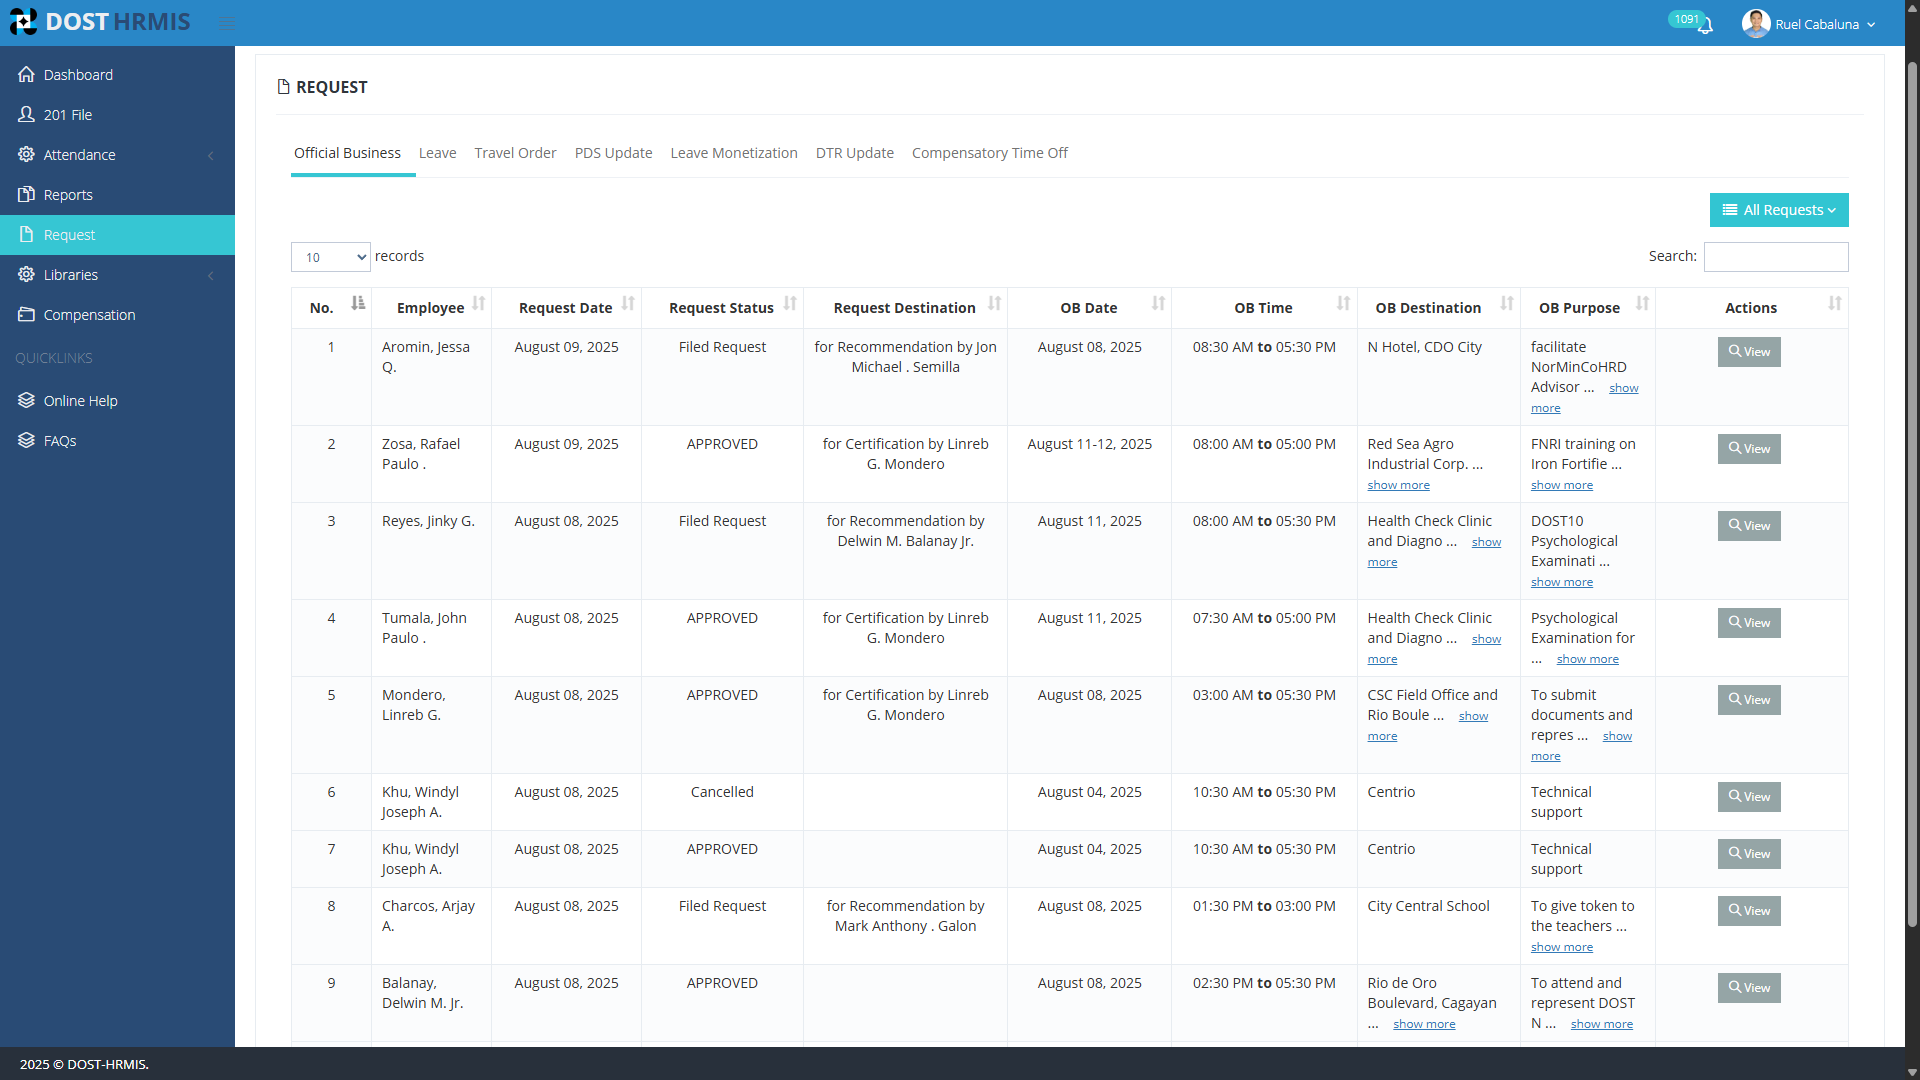 DOST HRMIS
1091
Ruel Cabaluna
Dashboard
201 File
Attendance
Reports
Request
Libraries
Compensation
QUICKLINKS
Online Help
FAQs
REQUEST
Official Business Leave Travel Order PDS Update Leave Monetization DTR Update Compensatory Time Off
All Requests
10 records
Search:
No. Employee Request Date Request Status Request Destination OB Date OB Time OB Destination OB Purpose Actions
1 Aromin, Jessa Q. August 09, 2025 Filed Request for Recommendation by Jon Michael . Semilla August 08, 2025 08:30 AM to 05:30 PM N Hotel, CDO City facilitate NorMinCoHRD Advisor ... show more View
2 Zosa, Rafael Paulo . August 09, 2025 APPROVED for Certification by Linreb G. Mondero August 11-12, 2025 08:00 AM to 05:00 PM Red Sea Agro Industrial Corp. ... show more FNRI training on Iron Fortifie ... show more View
3 Reyes, Jinky G. August 08, 2025 Filed Request for Recommendation by Delwin M. Balanay Jr. August 11, 2025 08:00 AM to 05:30 PM Health Check Clinic and Diagno ... show more DOST10 Psychological Examinati ... show more View
4 Tumala, John Paulo . August 08, 2025 APPROVED for Certification by Linreb G. Mondero August 11, 2025 07:30 AM to 05:00 PM Health Check Clinic and Diagno ... show more Psychological Examination for ... show more View
5 Mondero, Linreb G. August 08, 2025 APPROVED for Certification by Linreb G. Mondero August 08, 2025 03:00 AM to 05:30 PM CSC Field Office and Rio Boule ... show more To submit documents and repres ... show more View
6 Khu, Windyl Joseph A. August 08, 2025 Cancelled August 04, 2025 10:30 AM to 05:30 PM Centrio Technical support View
7 Khu, Windyl Joseph A. August 08, 2025 APPROVED August 04, 2025 10:30 AM to 05:30 PM Centrio Technical support View
8 Charcos, Arjay A. August 08, 2025 Filed Request for Recommendation by Mark Anthony . Galon August 08, 2025 01:30 PM to 03:00 PM City Central School To give token to the teachers ... show more View
9 Balanay, Delwin M. Jr. August 08, 2025 APPROVED August 08, 2025 02:30 PM to 05:30 PM Rio de Oro Boulevard, Cagayan ... show more To attend and represent DOST N ... show more View
2025 © DOST-HRMIS.